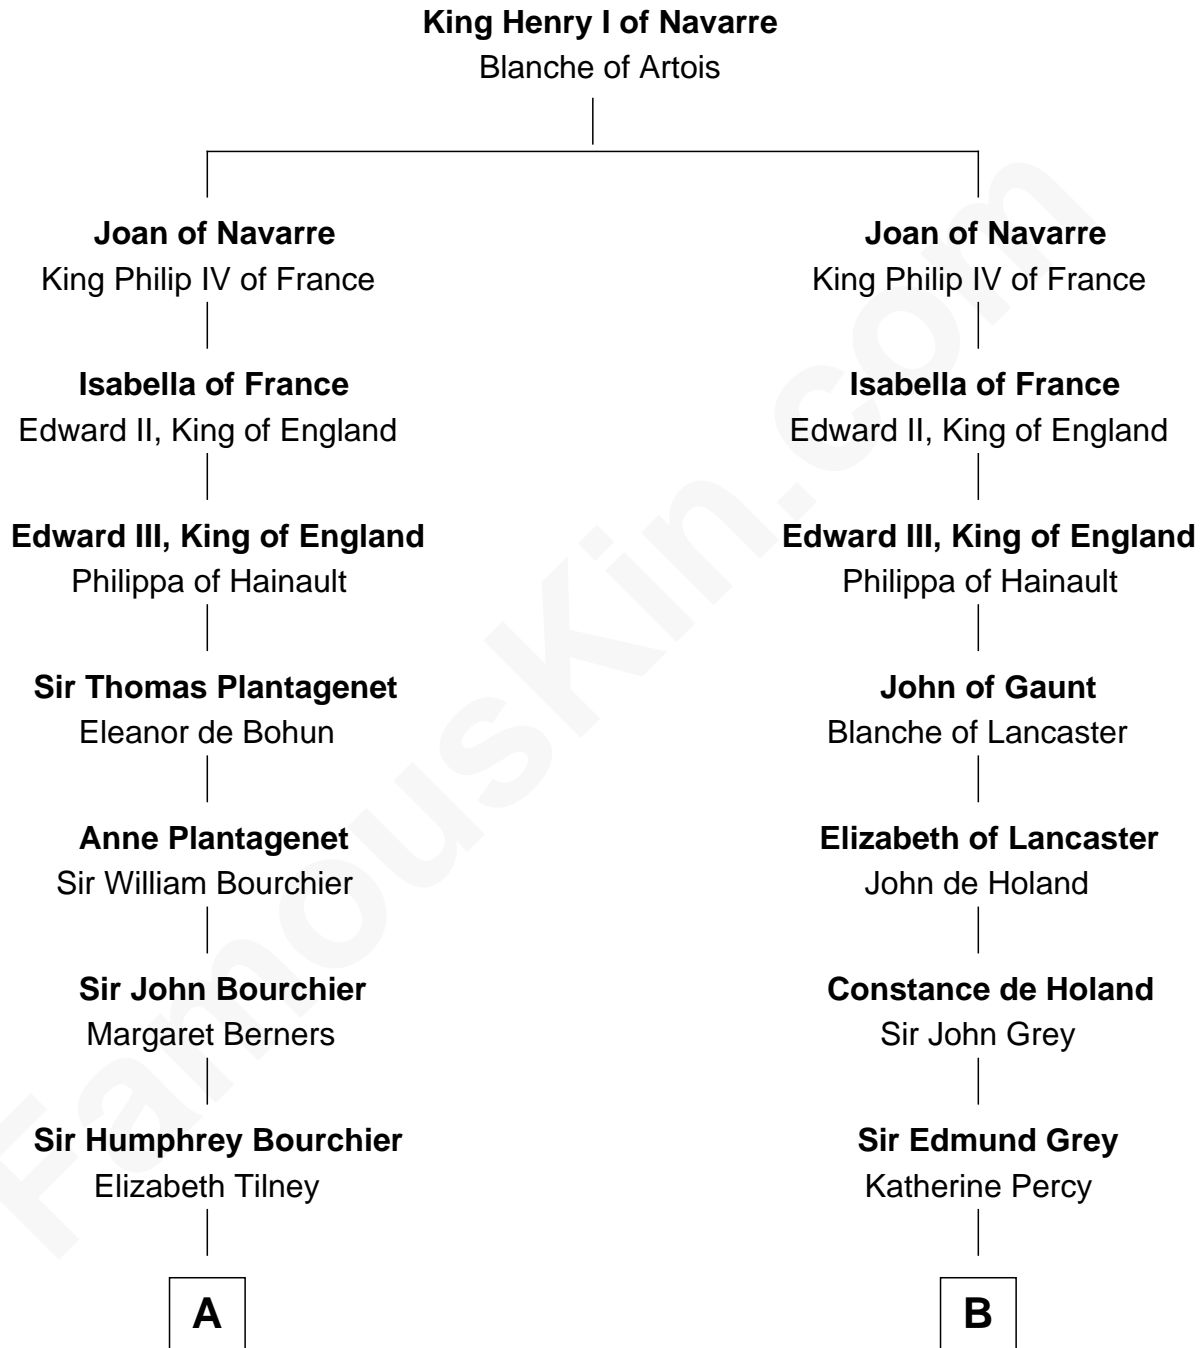 King Henry I of Navarre
Blanche of Artois
Joan of Navarre
King Philip IV of France
Isabella of France
Edward II, King of England
Edward III, King of England
Philippa of Hainault
Sir Thomas Plantagenet
Eleanor de Bohun
Anne Plantagenet
Sir William Bourchier
Sir John Bourchier
Margaret Berners
Sir Humphrey Bourchier
Elizabeth Tilney
A
Joan of Navarre
King Philip IV of France
Isabella of France
Edward II, King of England
Edward III, King of England
Philippa of Hainault
John of Gaunt
Blanche of Lancaster
Elizabeth of Lancaster
John de Holand
Constance de Holand
Sir John Grey
Sir Edmund Grey
Katherine Percy
B
FamousKin.com